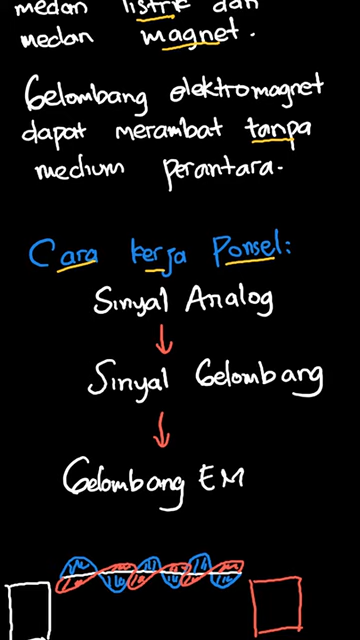 medan listrik dan
medan magnet.
Gelombang elektromagnet
dapat merambat tanpa
medium perantara.
Cara kerja Ponsel:
Sinyal Analog
Sinyal Gelombang
Gelombang EM